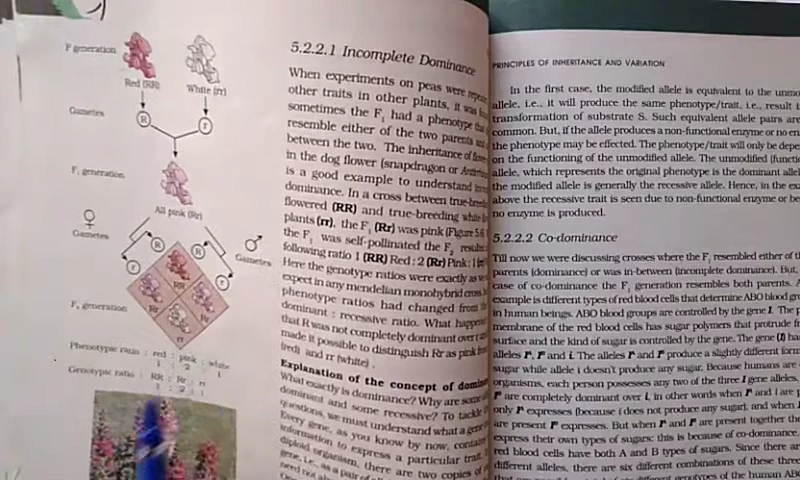 P generation
Red (RR)
White (rr)
Gametes
R
r
F₁ generation
All pink (Rr)
Gametes
Gametes
R
R
r
r
RR
Rr
Rr
rr
F₂ generation
Phenotypic ratio : red : pink : white
1 : 2 : 1
Genotypic ratio : RR : Rr : rr
1 : 2 : 1
5.2.2.1 Incomplete Dominance
When experiments on peas were
other traits in other plants, it was
sometimes the F₁ had a phenotype
resemble either of the two parents
between the two. The inheritance of
in the dog flower (snapdragon or
is a good example to understand
dominance. In a cross between
flowered (RR) and true-breeding
plants (rr), the F₁ (Rr) was pink
the F₁ was self-pollinated the F₂
following ratio 1 (RR) Red : 2 (Rr) Pink : 1
Here the genotype ratios were exactly as
expect in any mendelian monohybrid cross,
phenotype ratios had changed from
dominant : recessive ratio. What
that R was not completely dominant over
made it possible to distinguish Rr as pink
(red) and rr (white).
Explanation of the concept of
What exactly is dominance? Why are some
dominant and some recessive? To tackle
questions, we must understand what a gene
Every gene, as you know by now,
information to express a particular
diploid organism, there are two copies of
gene, i.e., as a pair of
need not
PRINCIPLES OF INHERITANCE AND VARIATION
In the first case, the modified allele is equivalent to the
allele, i.e., it will produce the same phenotype/trait, i.e., result
transformation of substrate S. Such equivalent allele pairs are
common. But, if the allele produces a non-functional enzyme or no
the phenotype may be effected. The phenotype/trait will only be
on the functioning of the unmodified allele. The unmodified
allele, which represents the original phenotype is the dominant
the modified allele is generally the recessive allele. Hence, in the
above the recessive trait is seen due to non-functional enzyme or
no enzyme is produced.
5.2.2.2 Co-dominance
Till now we were discussing crosses where the F₁ resembled either of
parents (dominance) or was in-between (incomplete dominance). But,
case of co-dominance the F₁ generation resembles both parents. A
example is different types of red blood cells that determine ABO blood
in human beings. ABO blood groups are controlled by the gene I. The
membrane of the red blood cells has sugar polymers that protrude
surface and the kind of sugar is controlled by the gene. The gene (I)
alleles Iᴬ, Iᴮ and i. The alleles Iᴬ and Iᴮ produce a slightly different form
sugar while allele i doesn't produce any sugar. Because humans are
organisms, each person possesses any two of the three I gene alleles.
Iᴮ are completely dominant over i, in other words when Iᴬ and i are
only Iᴬ expresses (because i does not produce any sugar), and when
are present Iᴮ expresses. But when Iᴬ and Iᴮ are present together
express their own types of sugars: this is because of co-dominance.
red blood cells have both A and B types of sugars. Since there are
different alleles, there are six different combinations of these three
genotypes of the human